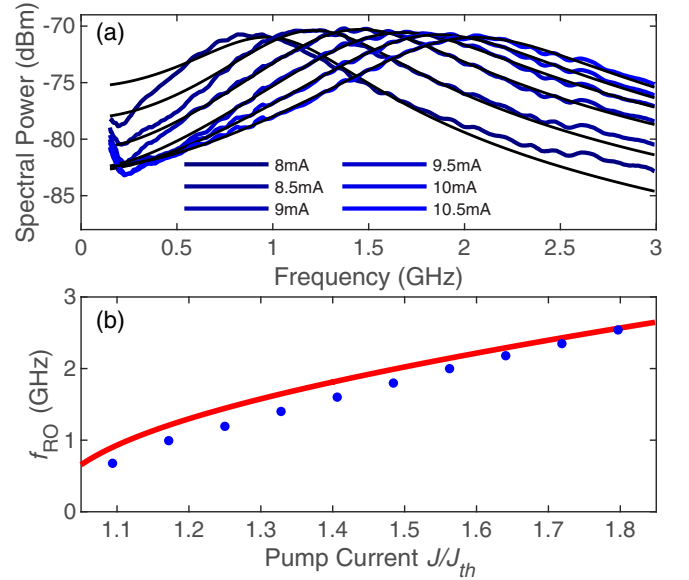 (a)
Spectral Power (dBm)
-70
-75
-80
-85
8mA
8.5mA
9mA
9.5mA
10mA
10.5mA
0 0.5 1 1.5 2 2.5 3
Frequency (GHz)
(b)
f_RO (GHz)
3
2
1
0
1.1 1.2 1.3 1.4 1.5 1.6 1.7 1.8
Pump Current J/J_th